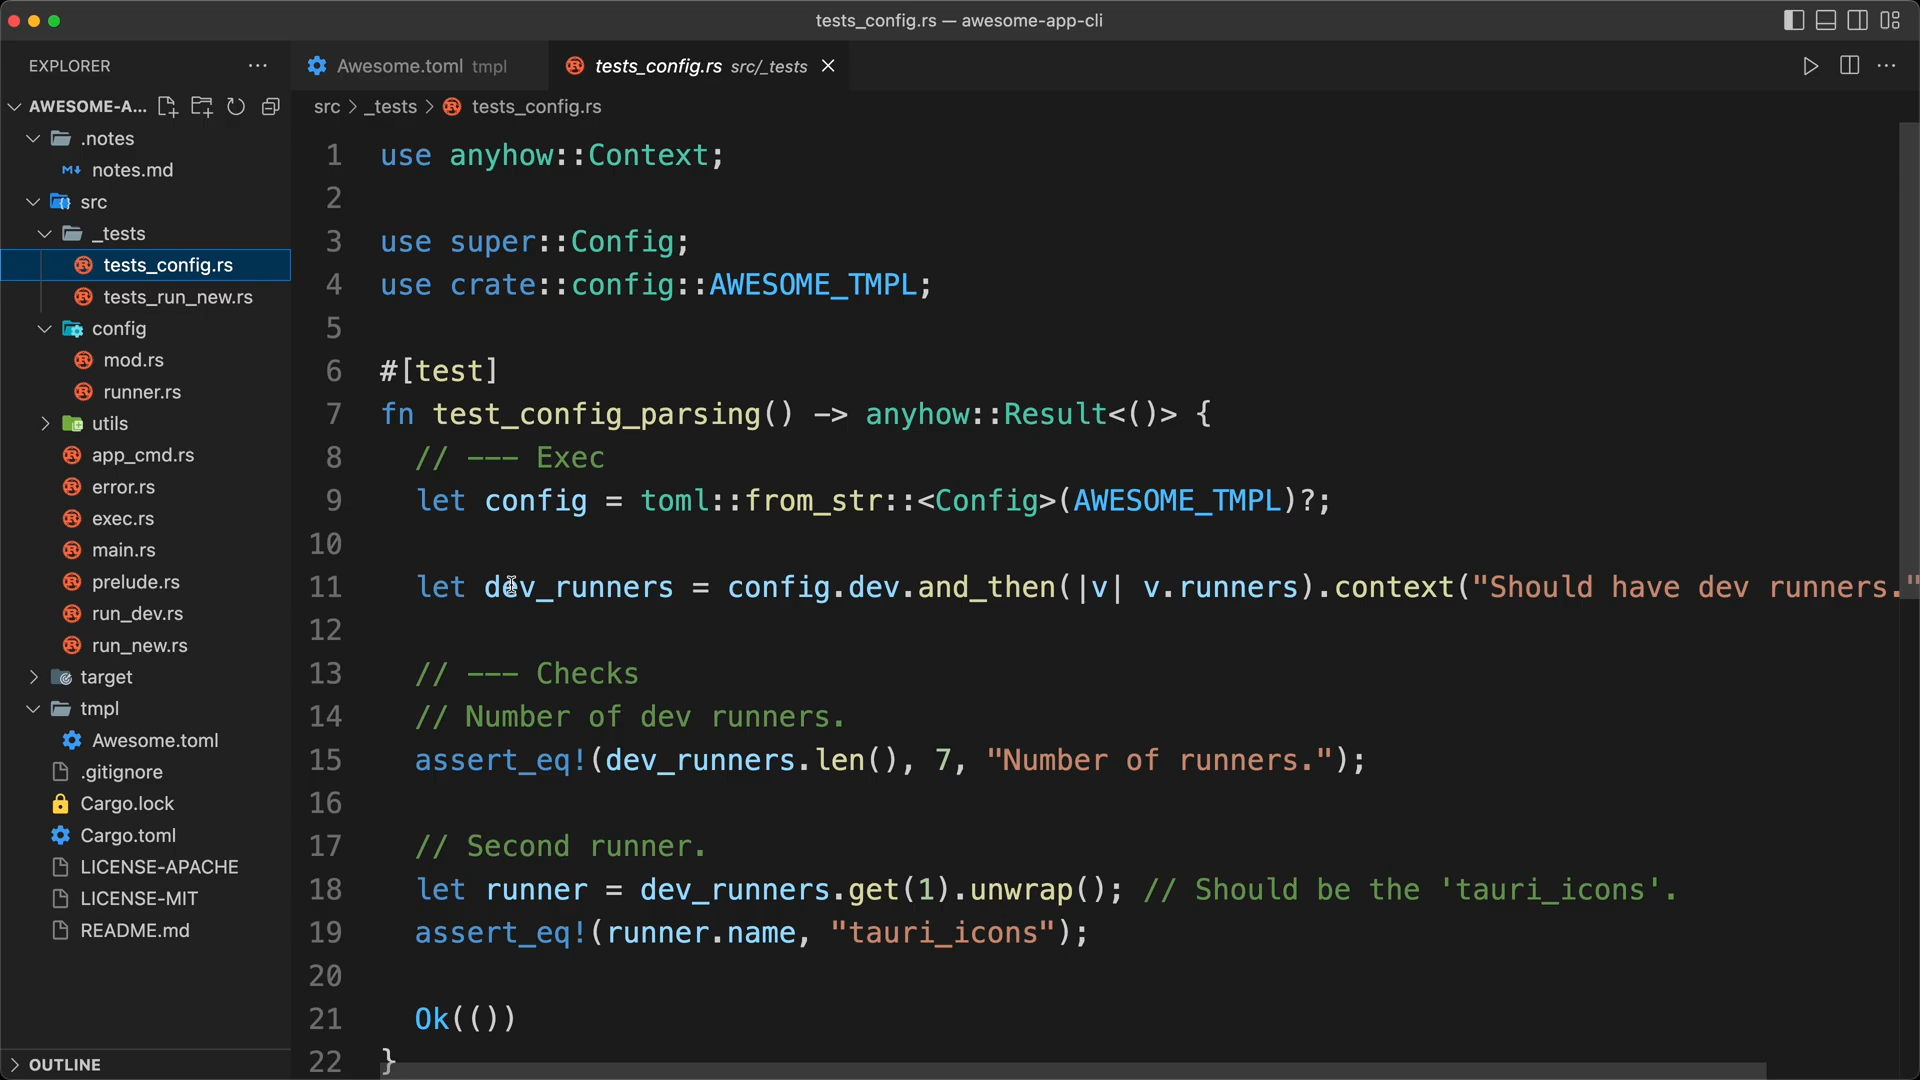 tests_config.rs — awesome-app-cli
EXPLORER
AWESOME-A...
.notes
notes.md
src
_tests
tests_config.rs
tests_run_new.rs
config
mod.rs
runner.rs
utils
app_cmd.rs
error.rs
exec.rs
main.rs
prelude.rs
run_dev.rs
run_new.rs
target
tmpl
Awesome.toml
.gitignore
Cargo.lock
Cargo.toml
LICENSE-APACHE
LICENSE-MIT
README.md
OUTLINE
Awesome.toml tmpl
tests_config.rs src/_tests
src > _tests > tests_config.rs
1 use anyhow::Context;
2
3 use super::Config;
4 use crate::config::AWESOME_TMPL;
5
6 #[test]
7 fn test_config_parsing() -> anyhow::Result<()> {
8 // --- Exec
9 let config = toml::from_str::<Config>(AWESOME_TMPL)?;
10
11 let dev_runners = config.dev.and_then(|v| v.runners).context("Should have dev runners."
12
13 // --- Checks
14 // Number of dev runners.
15 assert_eq!(dev_runners.len(), 7, "Number of runners.");
16
17 // Second runner.
18 let runner = dev_runners.get(1).unwrap(); // Should be the 'tauri_icons'.
19 assert_eq!(runner.name, "tauri_icons");
20
21 Ok(())
22 }